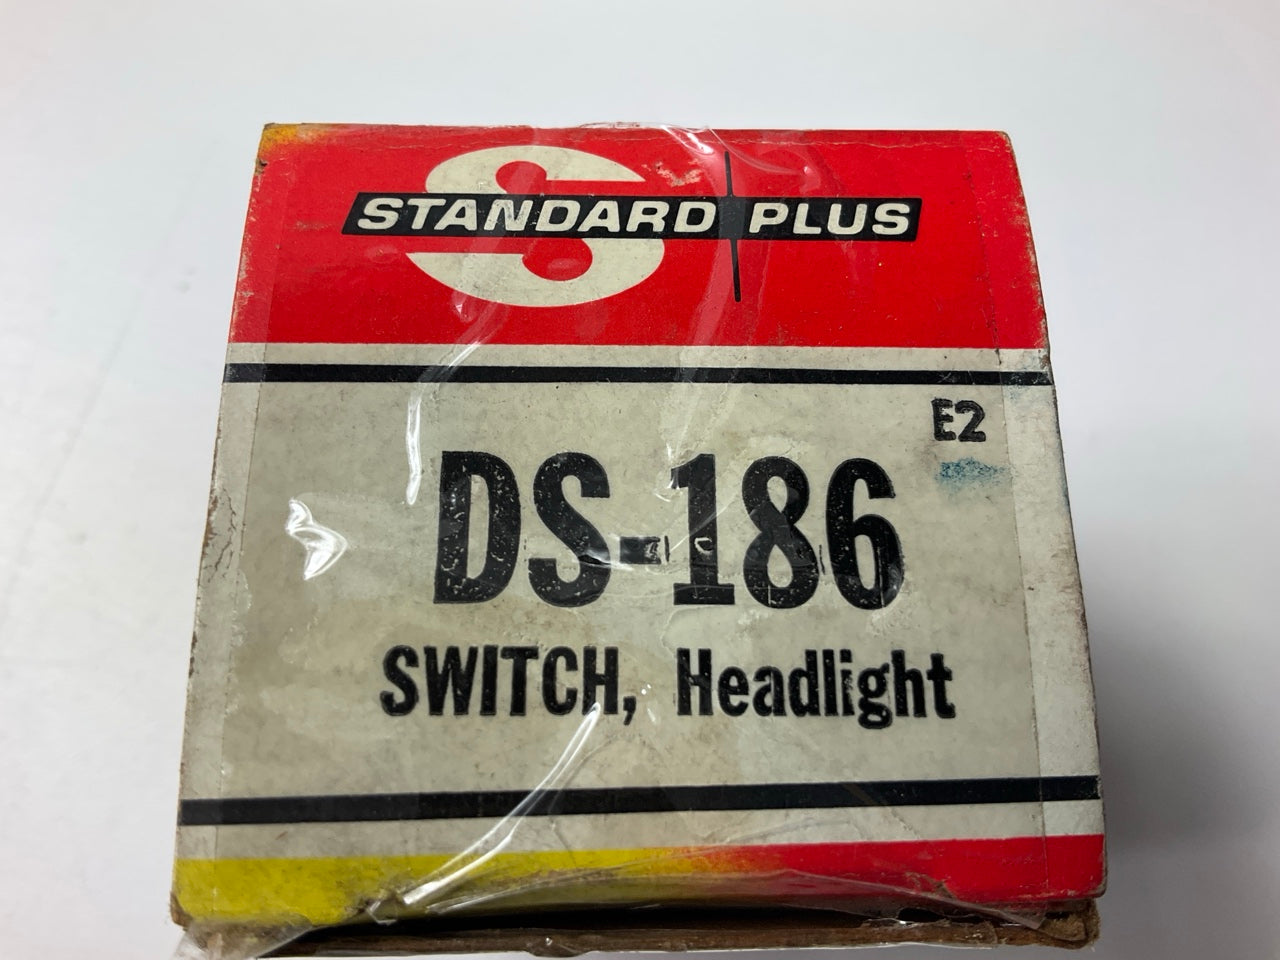 S
STANDARD PLUS
E2
DS-186
SWITCH, Headlight